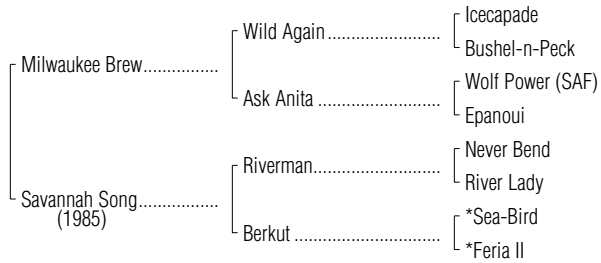 Icecapade
Wild Again
Bushel-n-Peck
Milwaukee Brew
Wolf Power (SAF)
Ask Anita
Epanoui
Never Bend
Riverman
River Lady
Savannah Song
(1985)
*Sea-Bird
Berkut
*Feria II